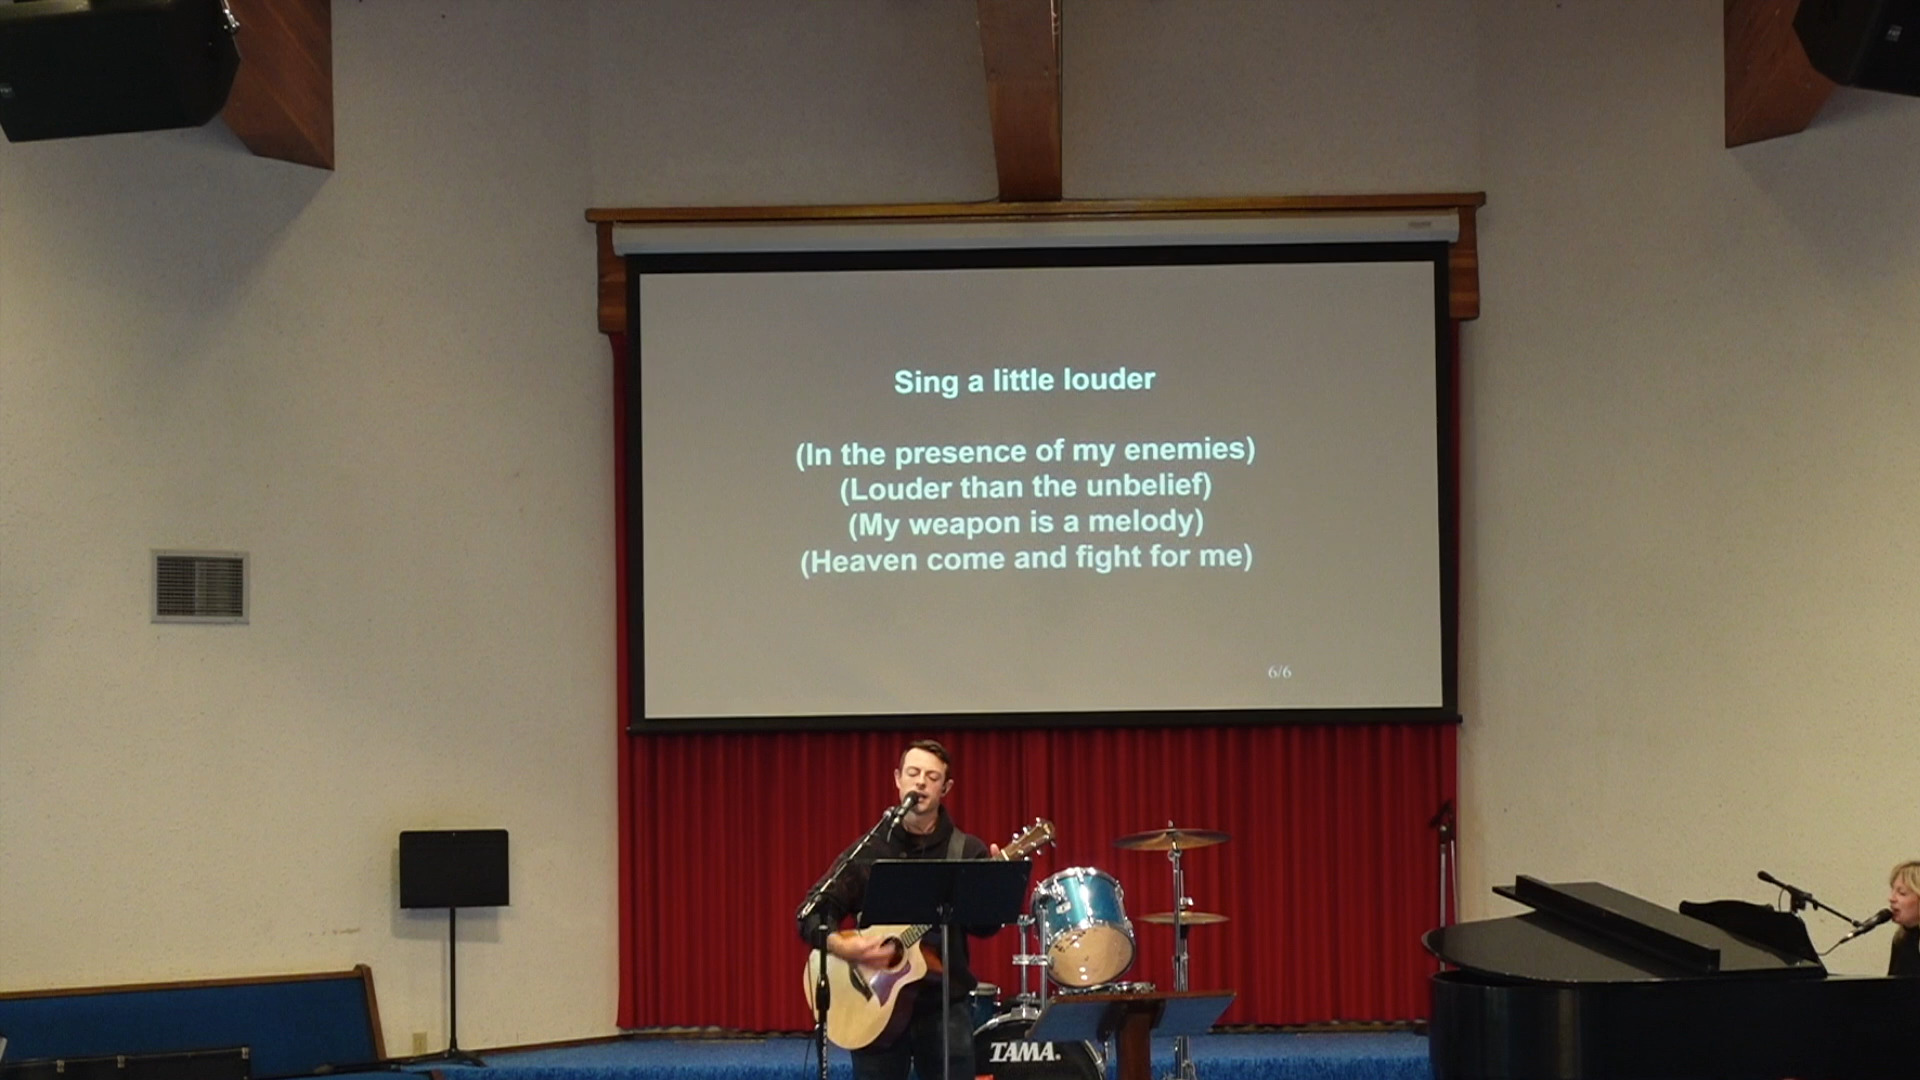 Sing a little louder
(In the presence of my enemies)
(Louder than the unbelief)
(My weapon is a melody)
(Heaven come and fight for me)
6/6
TAMA.